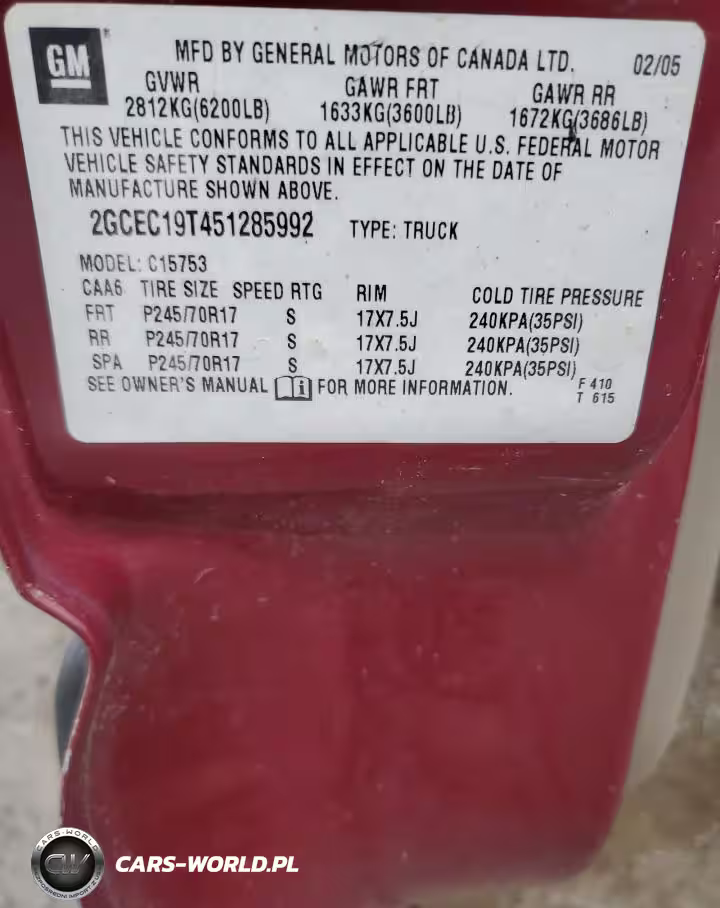 GM
MFD BY GENERAL MOTORS OF CANADA LTD. 02/05
GVWR GAWR FRT GAWR RR
2812KG(6200LB) 1633KG(3600LB) 1672KG(3686LB)
THIS VEHICLE CONFORMS TO ALL APPLICABLE U.S. FEDERAL MOTOR
VEHICLE SAFETY STANDARDS IN EFFECT ON THE DATE OF
MANUFACTURE SHOWN ABOVE.
2GCEC19T451285992 TYPE: TRUCK
MODEL: C15753
CAA6 TIRE SIZE SPEED RTG RIM COLD TIRE PRESSURE
FRT P245/70R17 S 17X7.5J 240KPA(35PSI)
RR P245/70R17 S 17X7.5J 240KPA(35PSI)
SPA P245/70R17 S 17X7.5J 240KPA(35PSI)
SEE OWNER'S MANUAL i FOR MORE INFORMATION. F 410
T 615
CARS-WORLD
CW
CARS-WORLD.PL